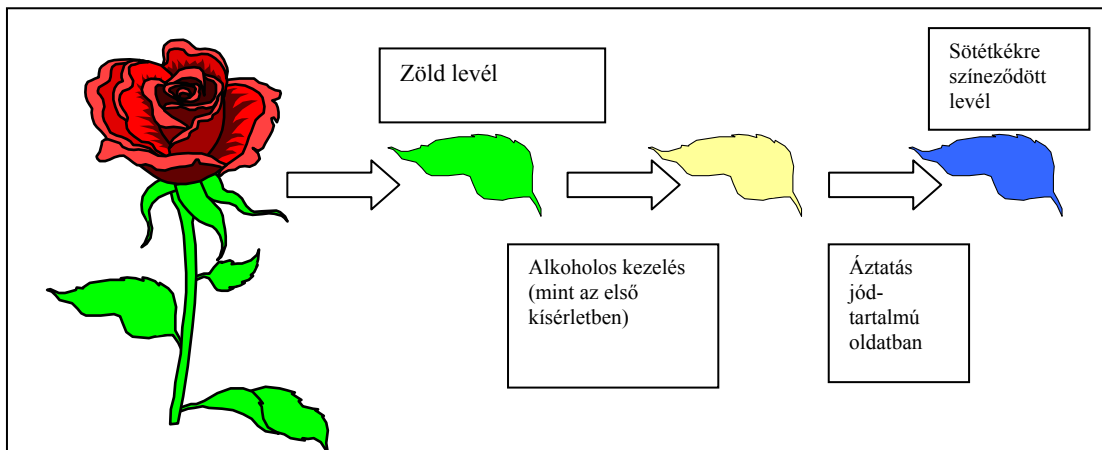 Zöld levél
Sötétkékre
színeződött
levél
Alkoholos kezelés
(mint az első
kísérletben)
Áztatás
jód-
tartalmú
oldatban